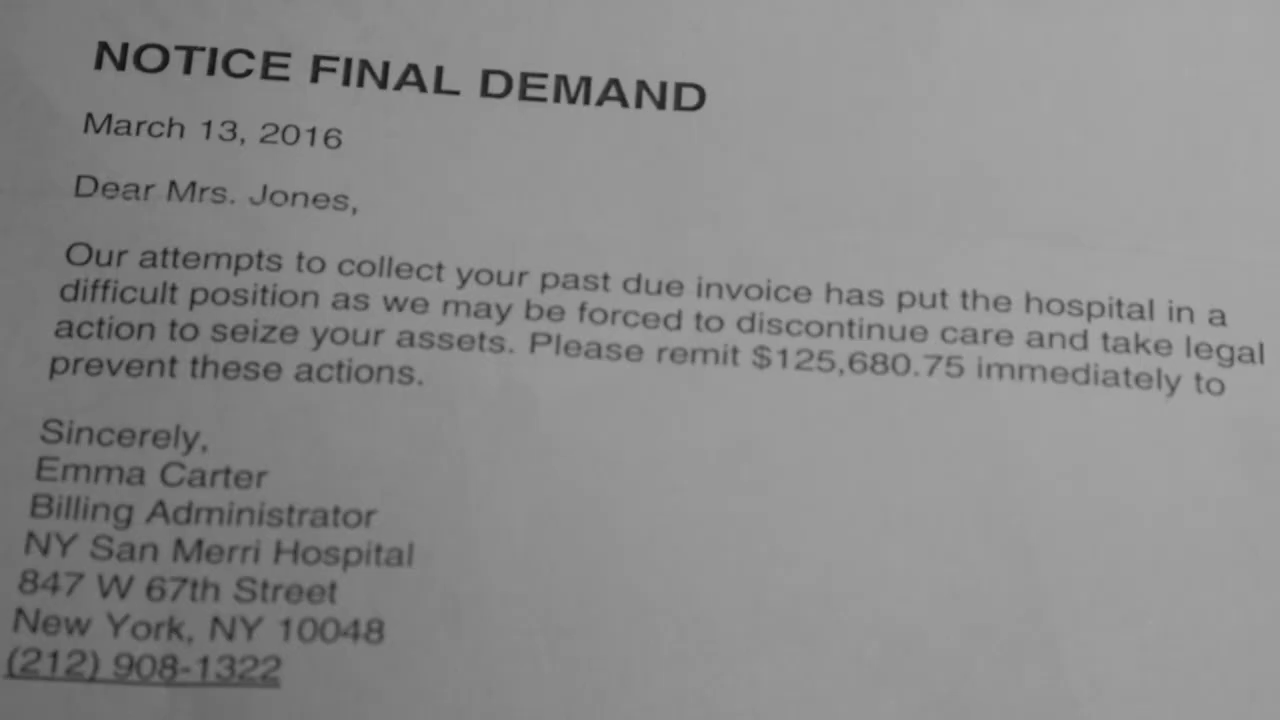 NOTICE FINAL DEMAND
March 13, 2016
Dear Mrs. Jones,
Our attempts to collect your past due invoice has put the hospital in a
difficult position as we may be forced to discontinue care and take legal
action to seize your assets. Please remit $125,680.75 immediately to
prevent these actions.
Sincerely,
Emma Carter
Billing Administrator
NY San Merri Hospital
847 W 67th Street
New York, NY 10048
(212) 908-1322